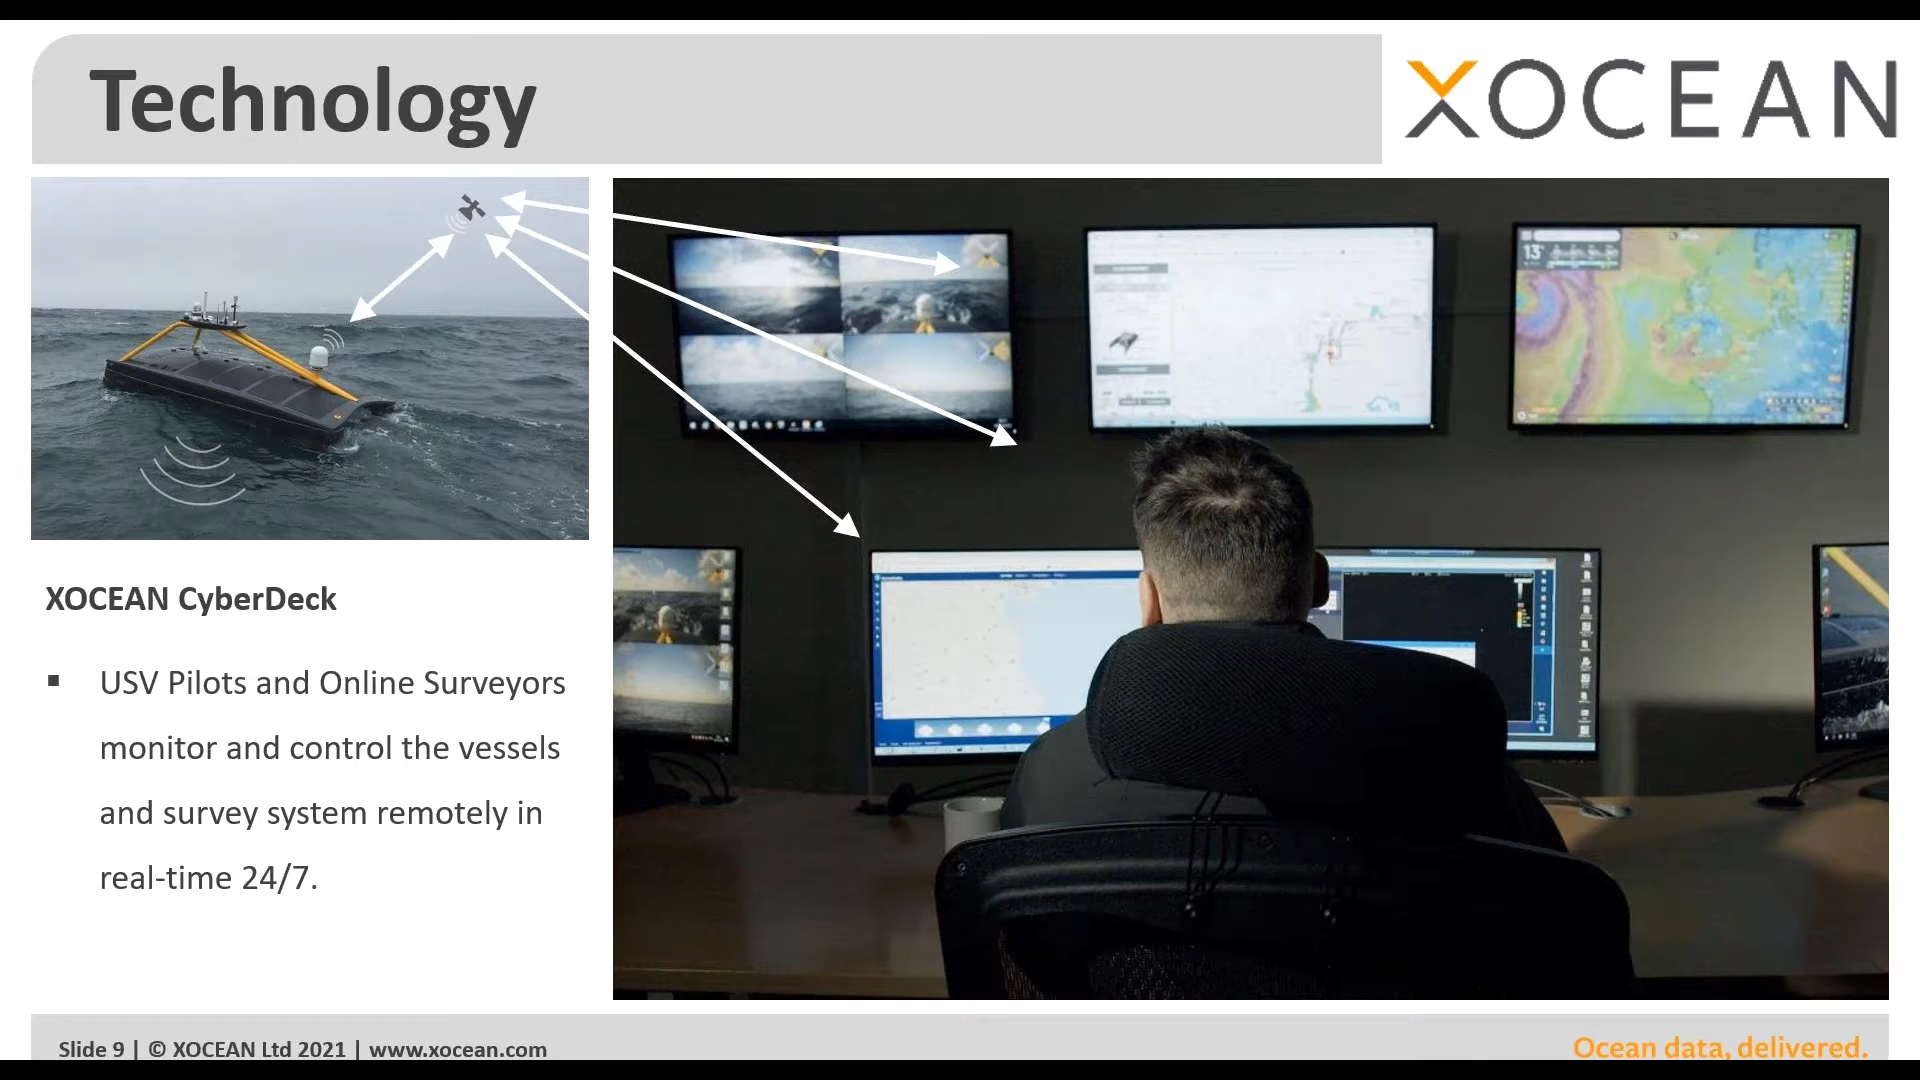 Technology
XOCEAN
13°
XOCEAN CyberDeck
▪ USV Pilots and Online Surveyors
monitor and control the vessels
and survey system remotely in
real-time 24/7.
Slide 9 | © XOCEAN Ltd 2021 | www.xocean.com
Ocean data, delivered.